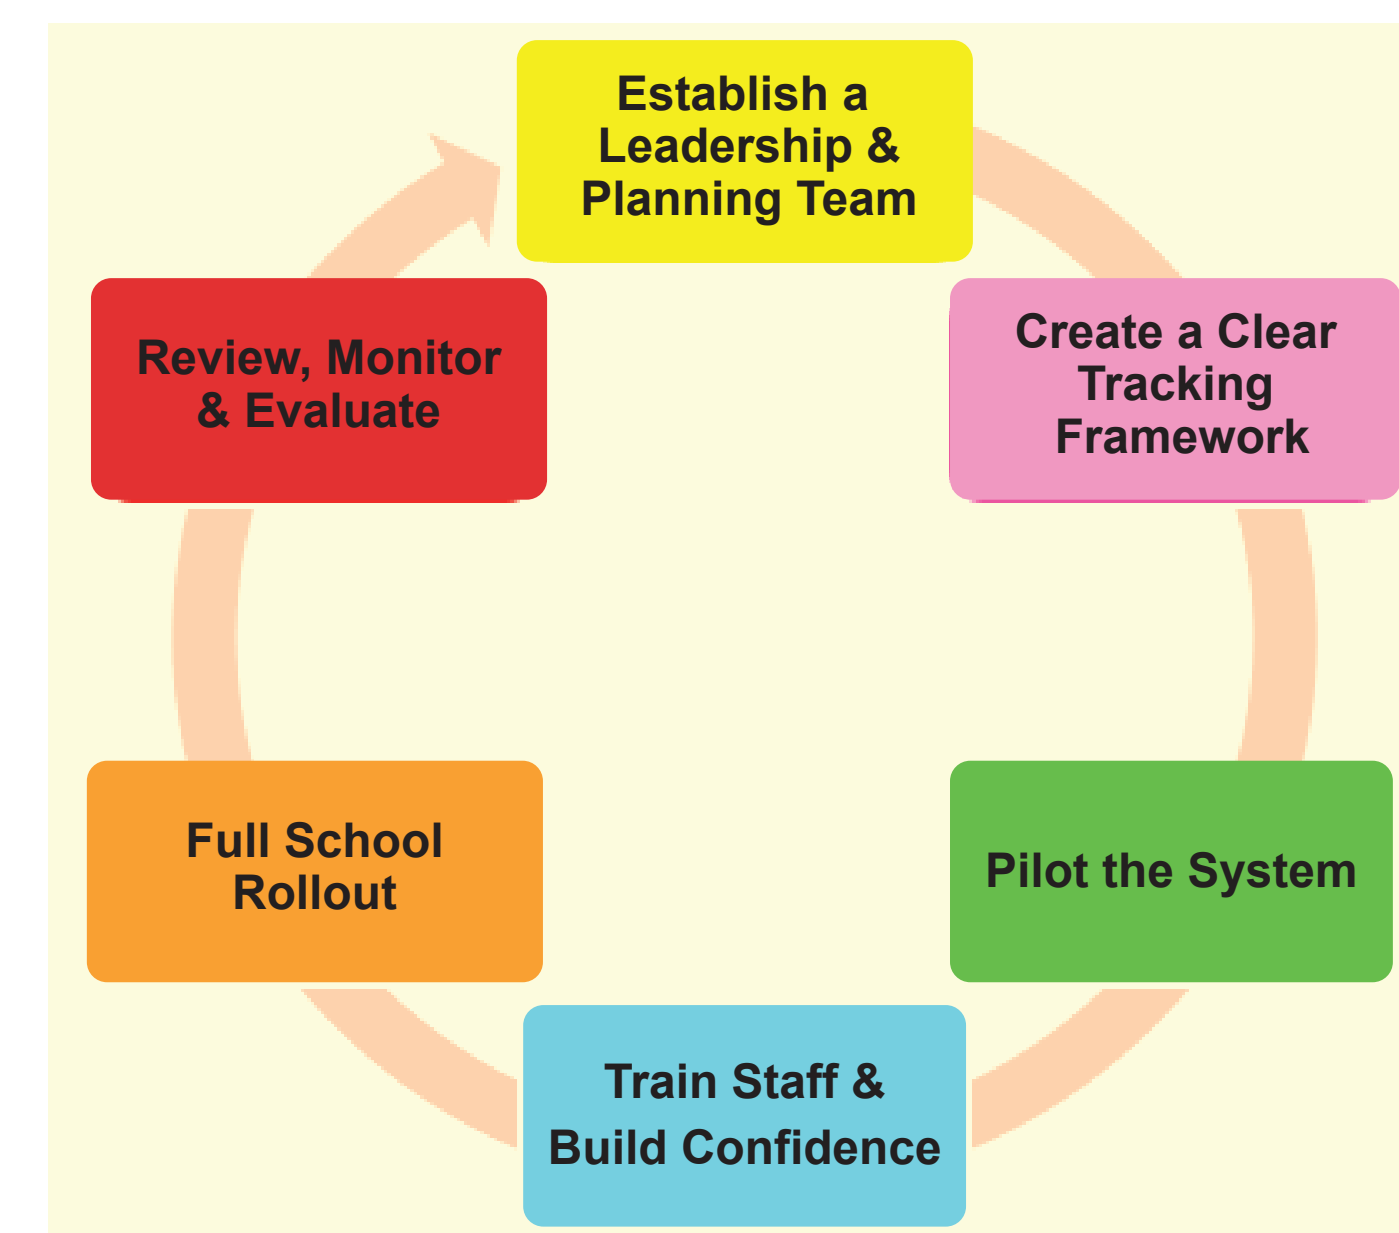 Establish a
Leadership &
Planning Team
Create a Clear
Tracking
Framework
Pilot the System
Train Staff &
Build Confidence
Full School
Rollout
Review, Monitor
& Evaluate